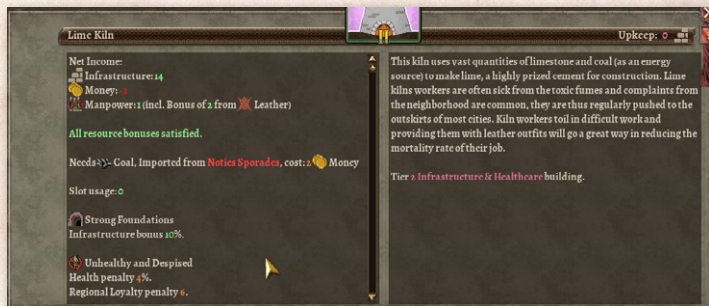 Lime Kiln
Upkeep: 0
Net Income:
Infrastructure: 14
Money: -2
Manpower: 1 (incl. Bonus of 2 from Leather)
All resource bonuses satisfied.
Needs Coal, Imported from Notics Sporades, cost: 2 Money
Slot usage: 0
Strong Foundations
Infrastructure bonus 10%.
Unhealthy and Despised
Health penalty 4%.
Regional Loyalty penalty 6.
This kiln uses vast quantities of limestone and coal (as an energy
source) to make lime, a highly prized cement for construction. Lime
kilns workers are often sick from the toxic fumes and complaints from
the neighborhood are common, they are thus regularly pushed to the
outskirts of most cities. Kiln workers toil in difficult work and
providing them with leather outfits will go a great way in reducing the
mortality rate of their job.
Tier 2 Infrastructure & Healthcare building.